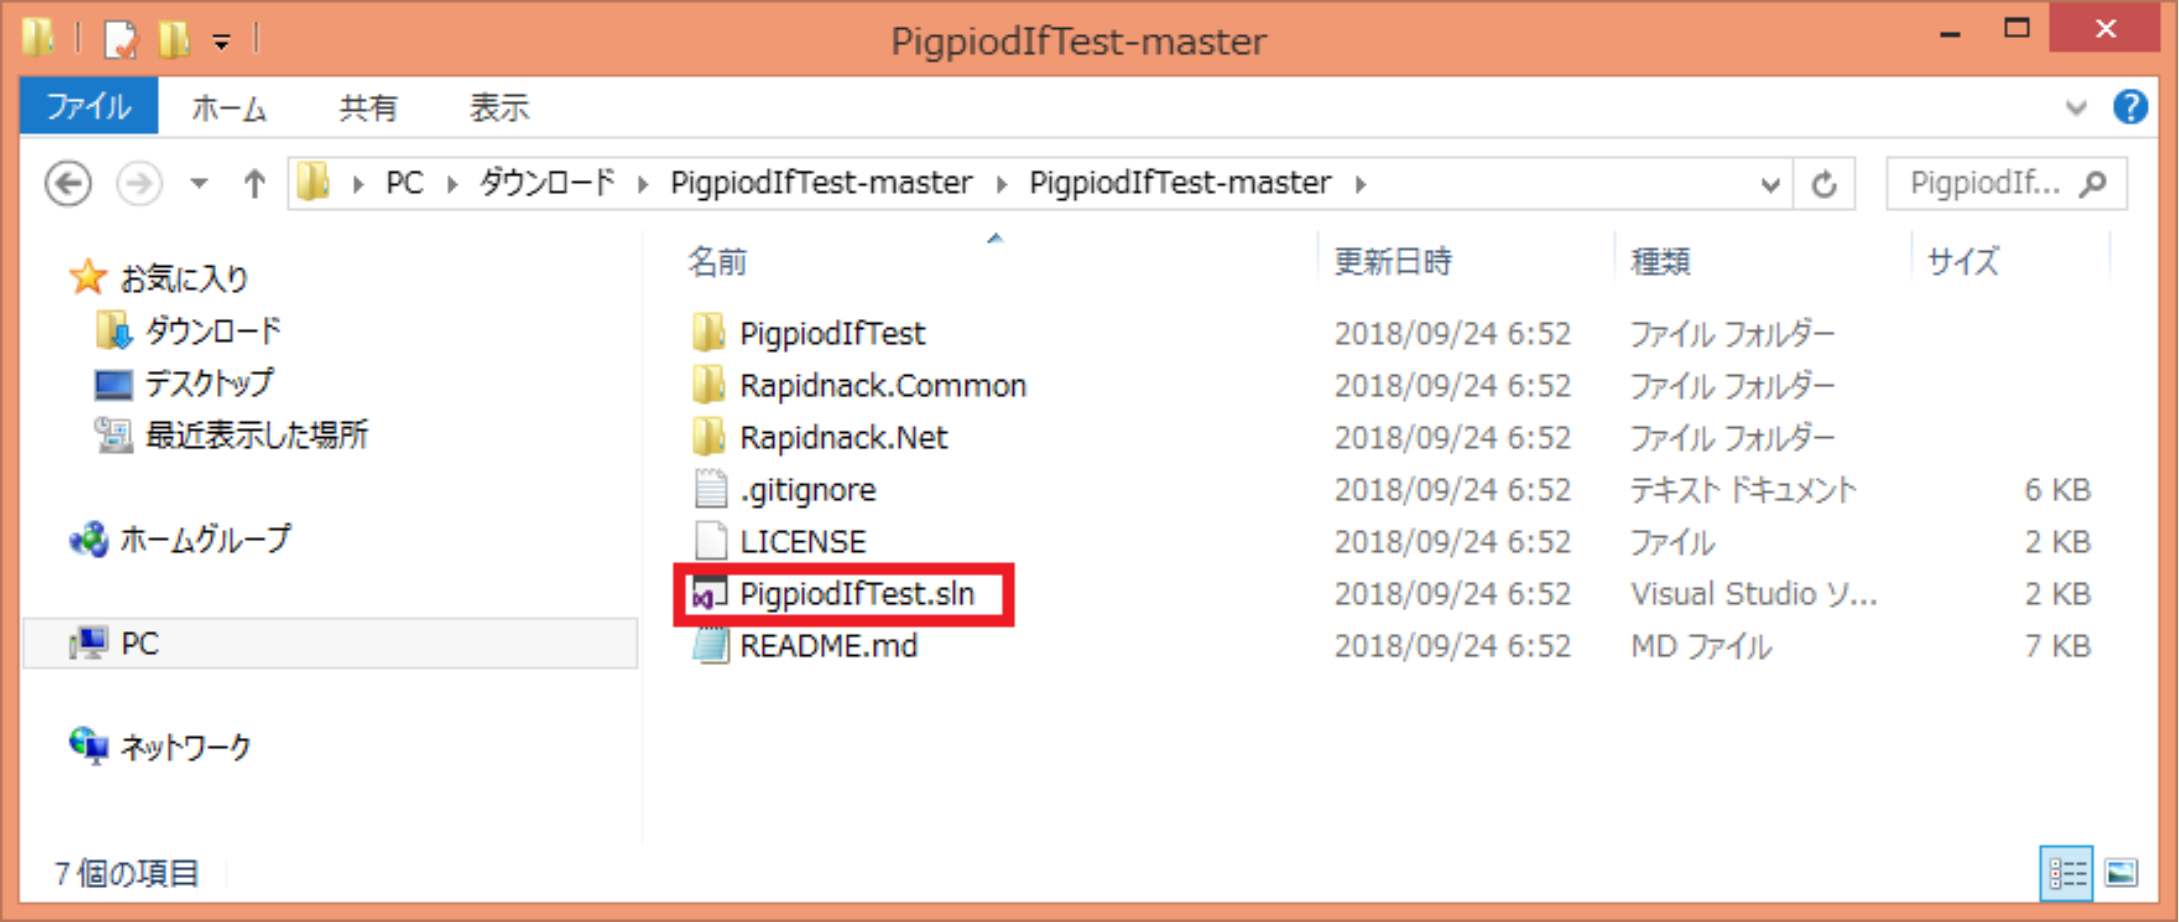 PigpiodIfTest-master
ファイル ホーム 共有 表示
PC ダウンロード PigpiodIfTest-master PigpiodIfTest-master PigpiodIf...
お気に入り
ダウンロード
デスクトップ
最近表示した場所
ホームグループ
PC
ネットワーク
名前 更新日時 種類 サイズ
PigpiodIfTest 2018/09/24 6:52 ファイル フォルダー
Rapidnack.Common 2018/09/24 6:52 ファイル フォルダー
Rapidnack.Net 2018/09/24 6:52 ファイル フォルダー
.gitignore 2018/09/24 6:52 テキスト ドキュメント 6 KB
LICENSE 2018/09/24 6:52 ファイル 2 KB
PigpiodIfTest.sln 2018/09/24 6:52 Visual Studio ソ... 2 KB
README.md 2018/09/24 6:52 MD ファイル 7 KB
7 個の項目